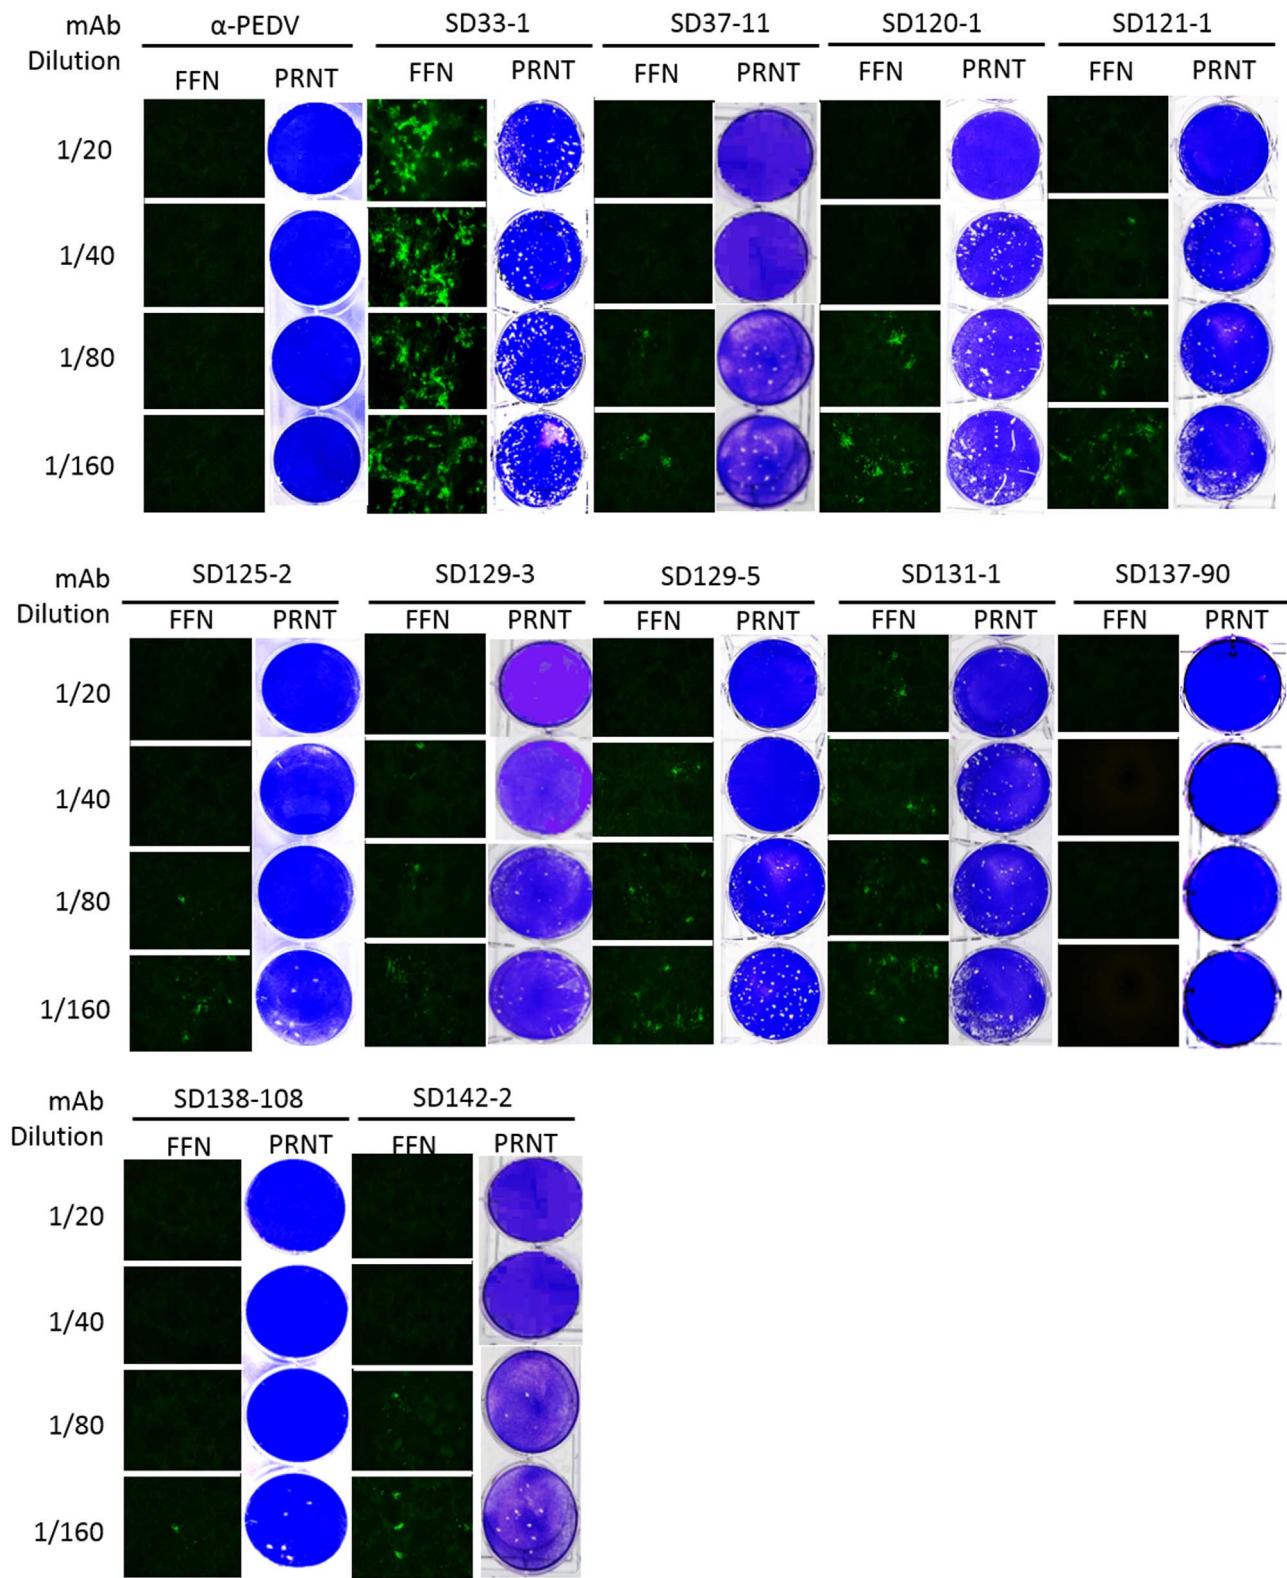 mAb α-PEDV SD33-1 SD37-11 SD120-1 SD121-1
Dilution FFN PRNT FFN PRNT FFN PRNT FFN PRNT FFN PRNT
1/20
1/40
1/80
1/160
mAb SD125-2 SD129-3 SD129-5 SD131-1 SD137-90
Dilution FFN PRNT FFN PRNT FFN PRNT FFN PRNT FFN PRNT
1/20
1/40
1/80
1/160
mAb SD138-108 SD142-2
Dilution FFN PRNT FFN PRNT
1/20
1/40
1/80
1/160